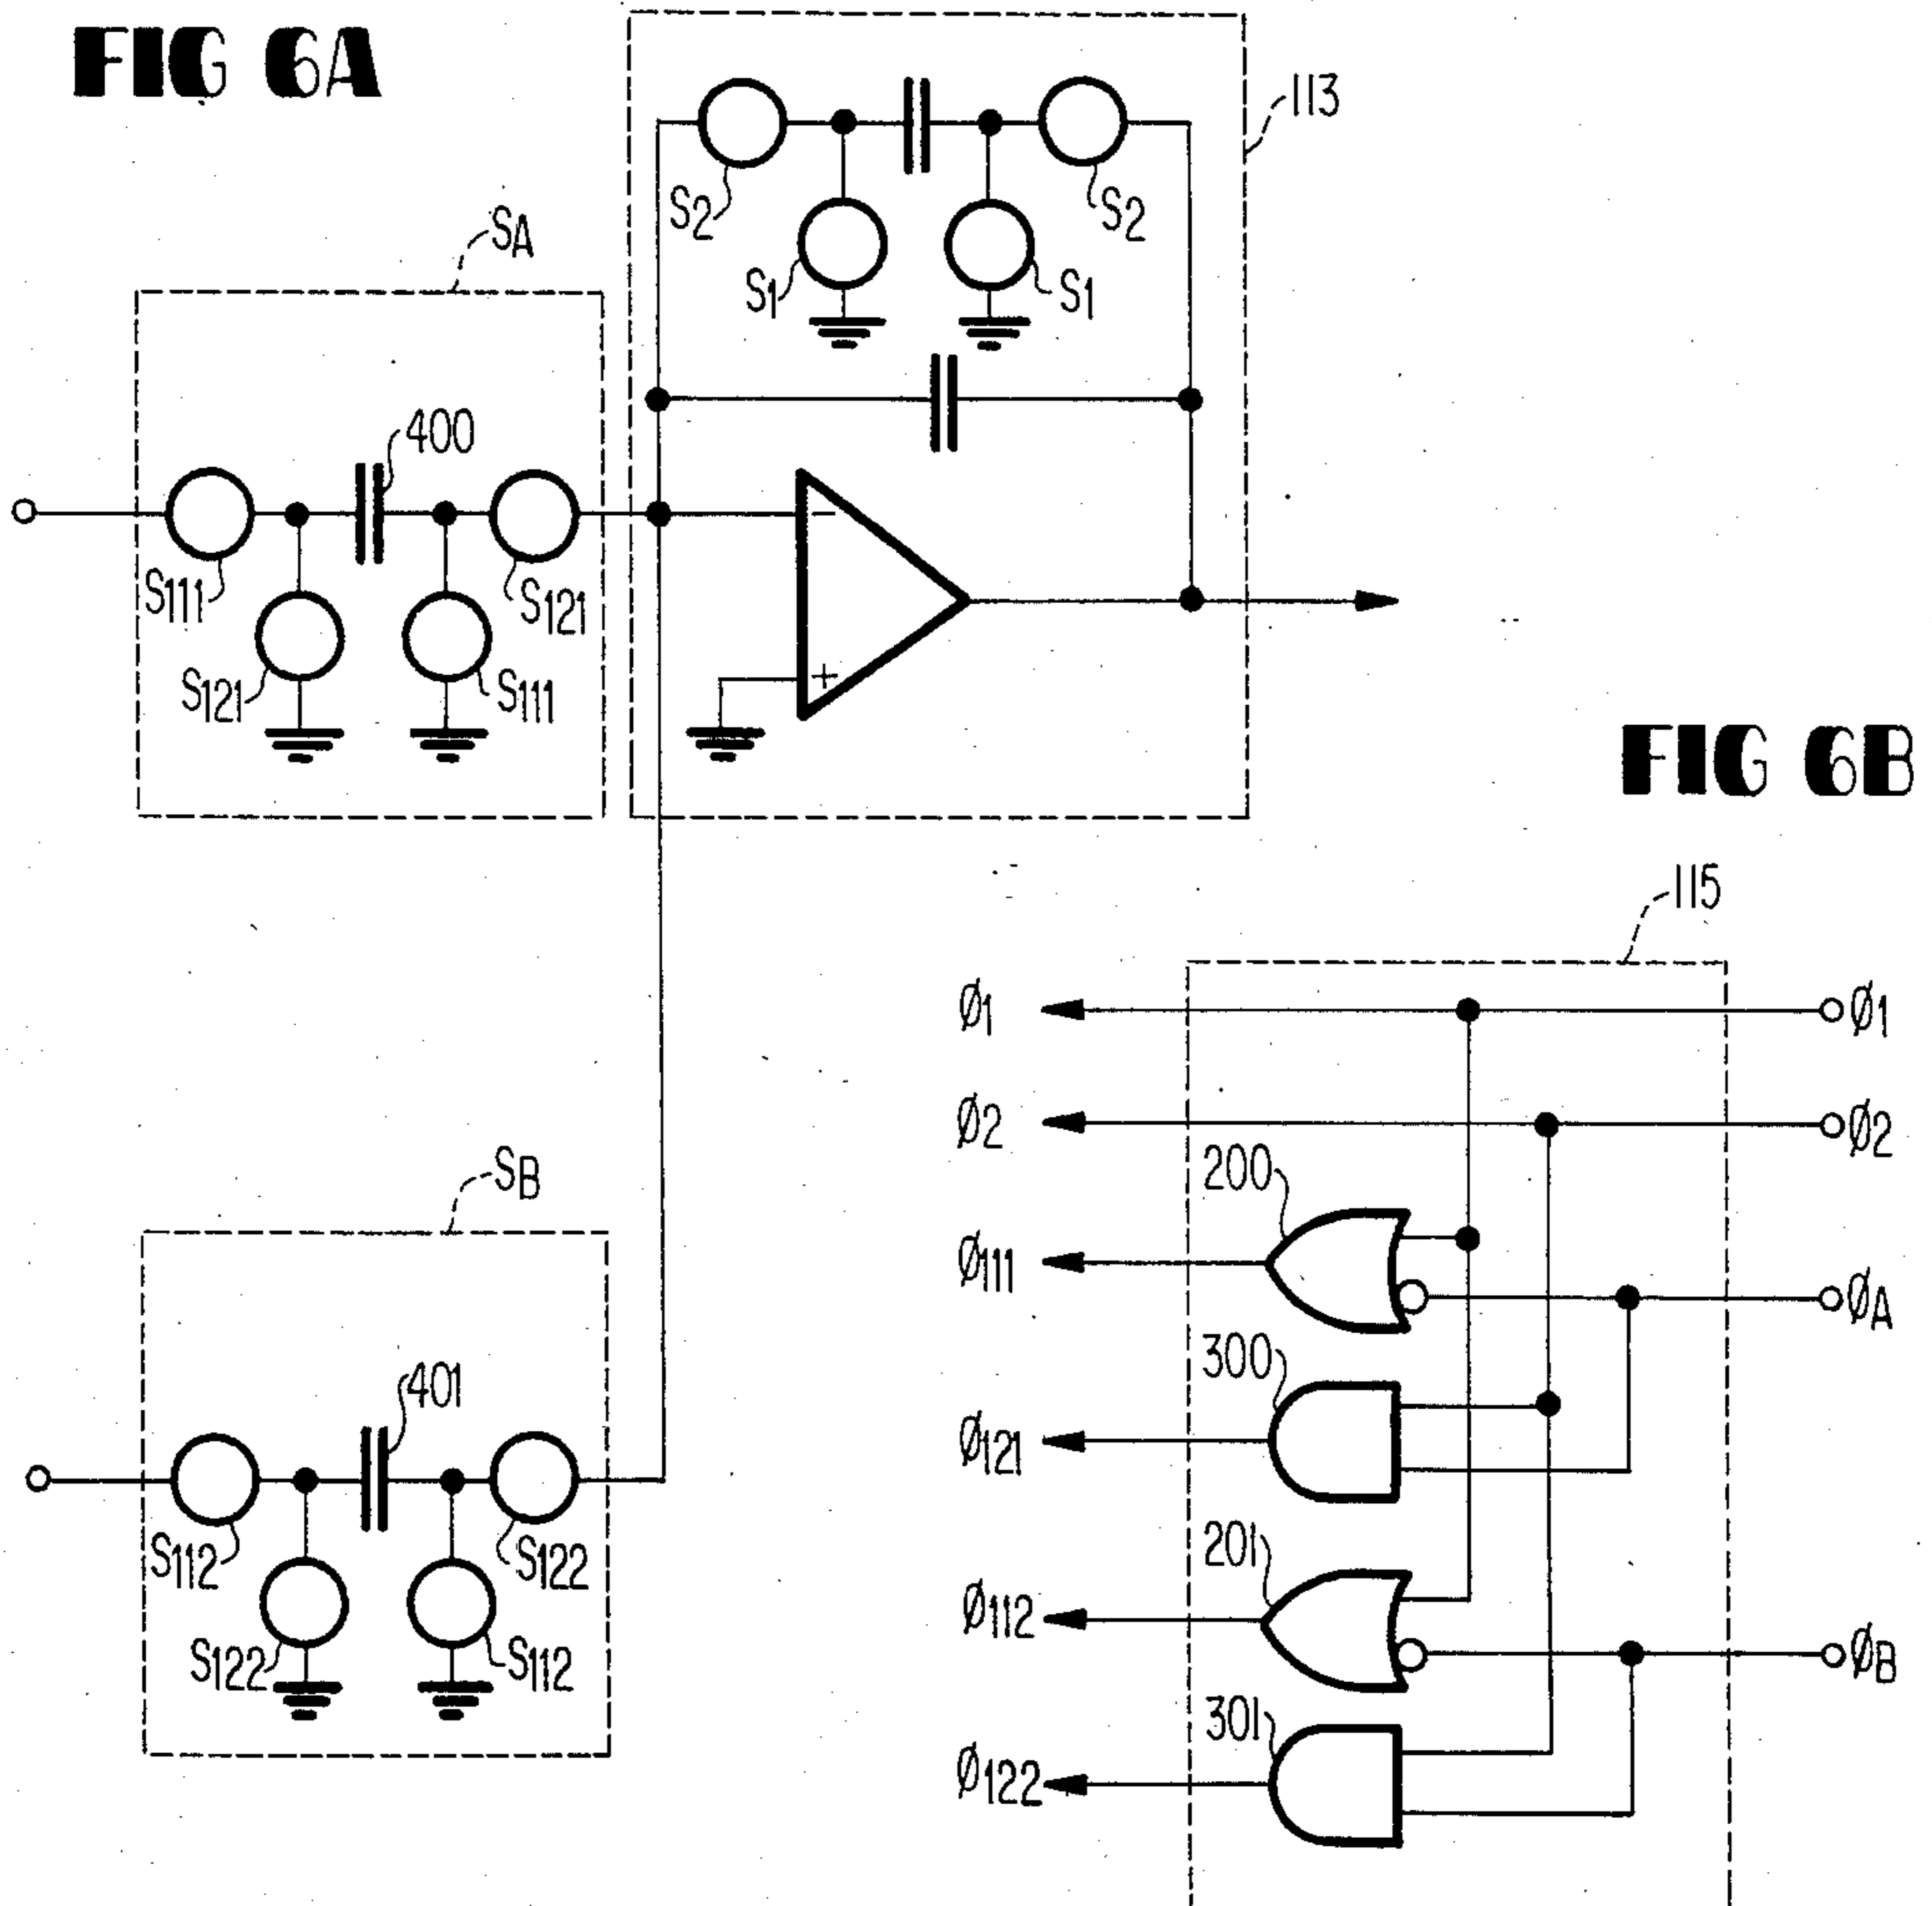 FIG 6A
113
S2
S2
S1
S1
SA
400
S111
S121
S121
S111
−
+
FIG 6B
115
SB
401
S112
S122
S122
S112
Ø1
Ø1
Ø2
Ø2
200
Ø111
ØA
300
Ø121
201
Ø112
ØB
301
Ø122